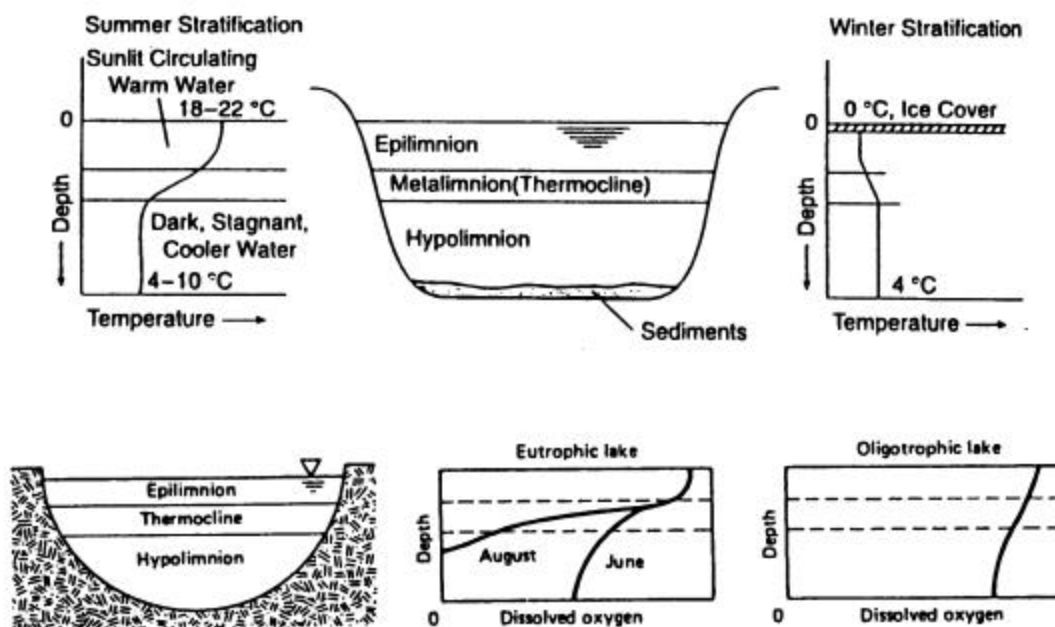 Summer Stratification
Sunlit Circulating
Warm Water
18–22 °C
0
Depth
Dark, Stagnant,
Cooler Water
4–10 °C
Temperature
Epilimnion
Metalimnion(Thermocline)
Hypolimnion
Sediments
Winter Stratification
0 °C, Ice Cover
0
Depth
4 °C
Temperature
Epilimnion
Thermocline
Hypolimnion
Eutrophic lake
Depth
August
June
0
Dissolved oxygen
Oligotrophic lake
Depth
0
Dissolved oxygen